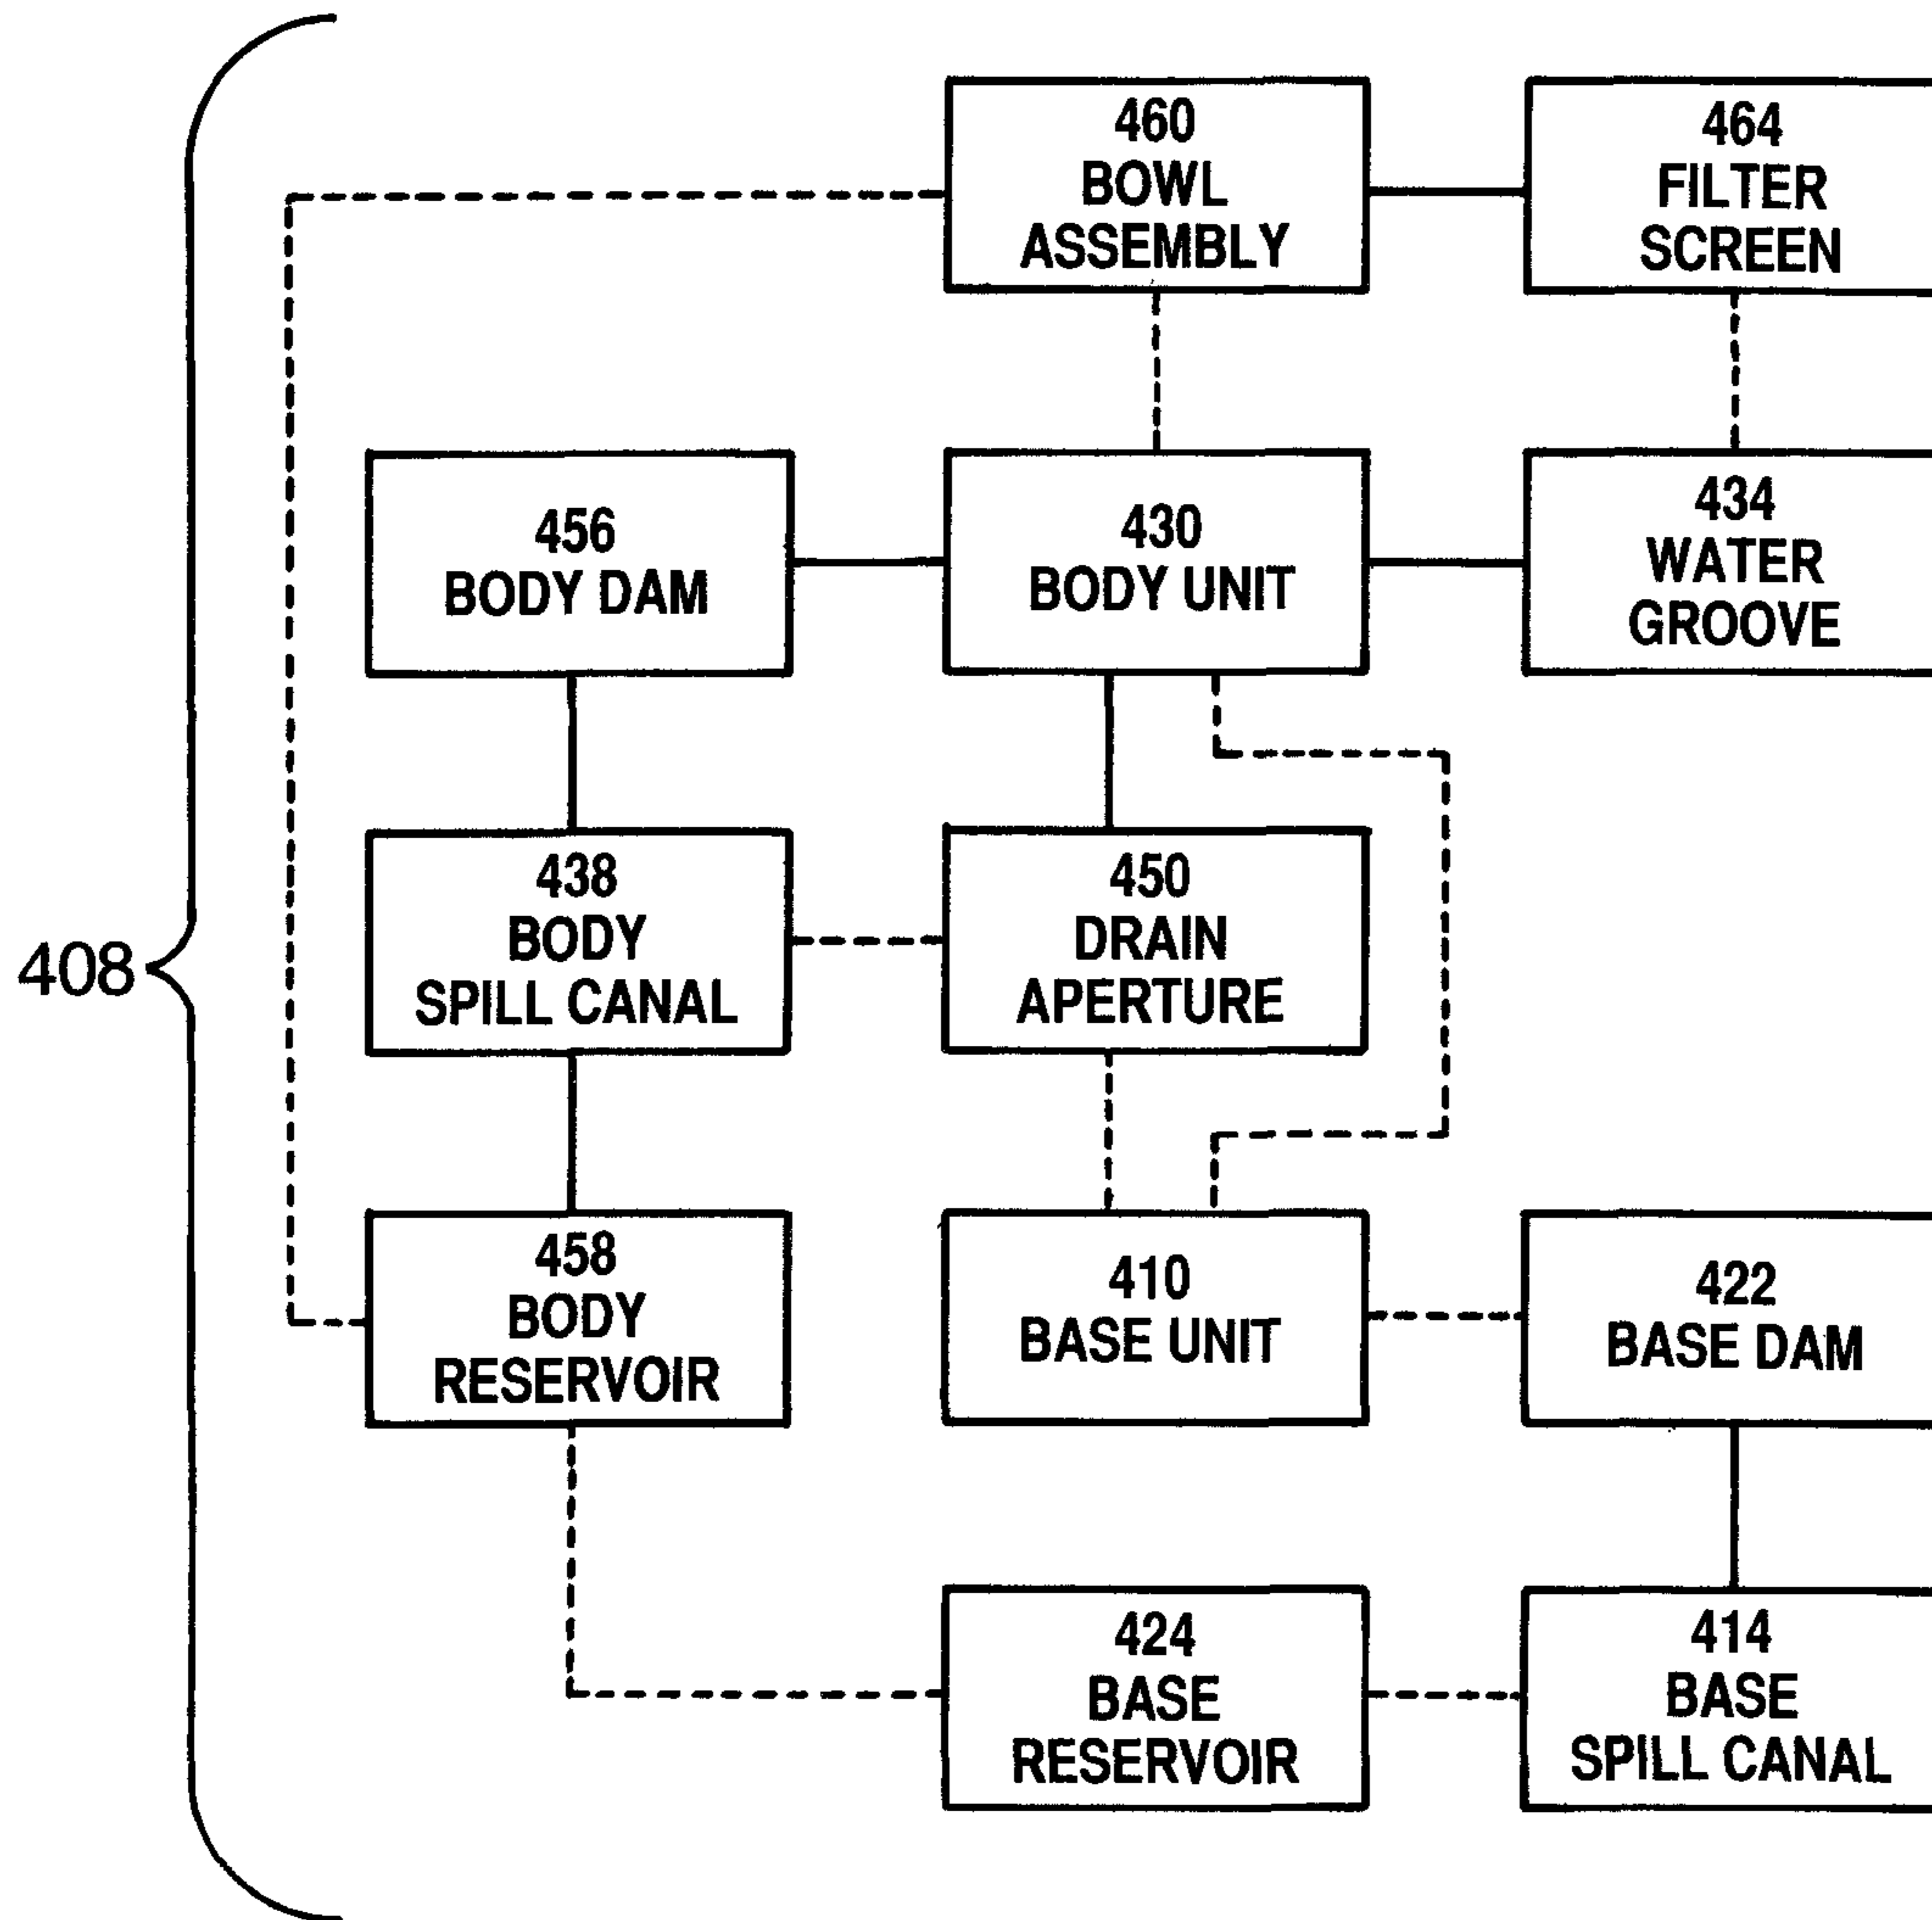 460
BOWL
ASSEMBLY
464
FILTER
SCREEN
456
BODY DAM
430
BODY UNIT
434
WATER
GROOVE
438
BODY
SPILL CANAL
450
DRAIN
APERTURE
408
458
BODY
RESERVOIR
410
BASE UNIT
422
BASE DAM
424
BASE
RESERVOIR
414
BASE
SPILL CANAL